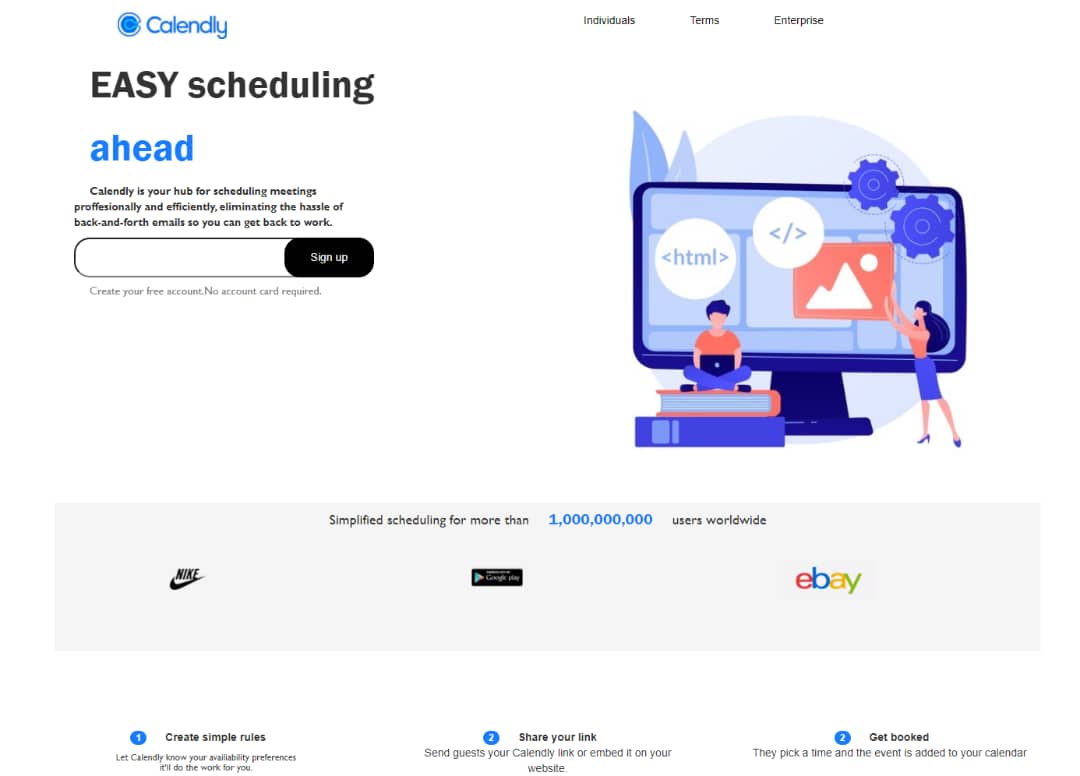 Calendly
Individuals
Terms
Enterprise
EASY scheduling
ahead
Calendly is your hub for scheduling meetings
proffesionally and efficiently, eliminating the hassle of
back-and-forth emails so you can get back to work.
Sign up
Create your free account.No account card required.
</>
<html>
Simplified scheduling for more than 1,000,000,000 users worldwide
NIKE
Google play
ebay
1 Create simple rules
Let Calendly know your availiability preferences
it'll do the work for you.
2 Share your link
Send guests your Calendly link or embed it on your
website.
2 Get booked
They pick a time and the event is added to your calendar